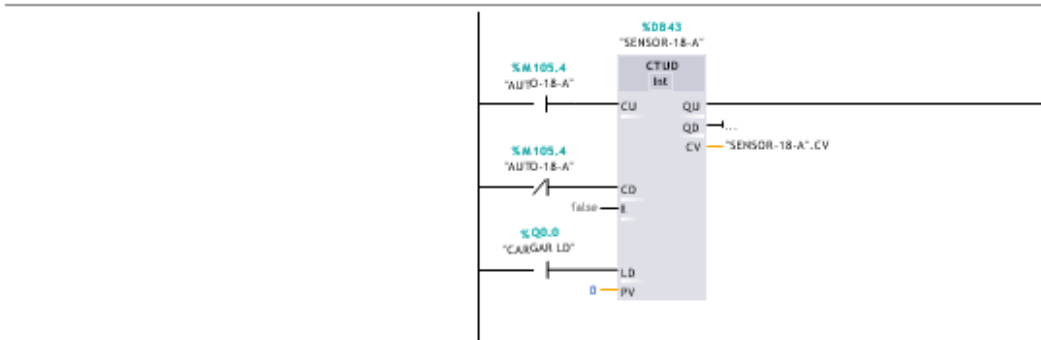 %DB43
"SENSOR-18-A"
CTUD
Int
%M105.4
"AUTO-18-A"
CU
QU
QD
...
CV
"SENSOR-18-A".CV
%M105.4
"AUTO-18-A"
CD
false
R
%Q0.0
"CARGAR LD"
LD
0
PV